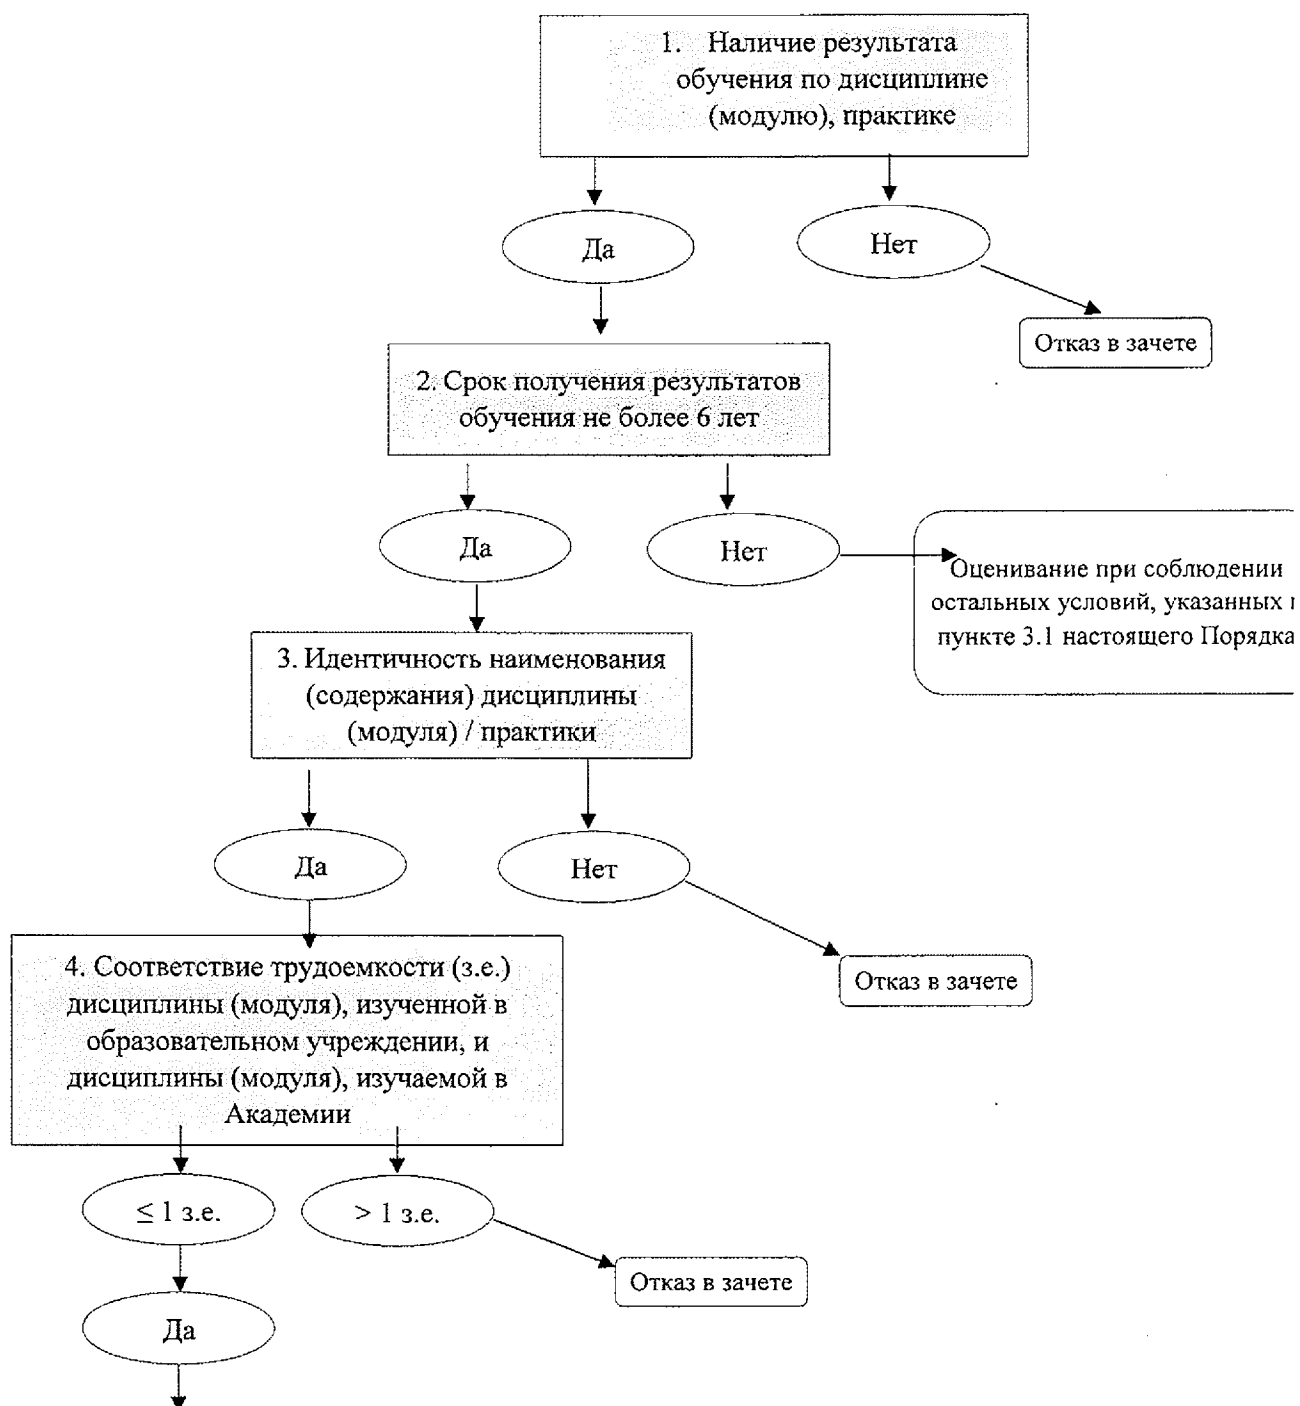 1. Наличие результата
обучения по дисциплине
(модулю), практике
Да
Нет
Отказ в зачете
2. Срок получения результатов
обучения не более 6 лет
Да
Нет
Оценивание при соблюдении
остальных условий, указанных
пункте 3.1 настоящего Порядка
3. Идентичность наименования
(содержания) дисциплины
(модуля) / практики
Да
Нет
Отказ в зачете
4. Соответствие трудоемкости (з.е.)
дисциплины (модуля), изученной в
образовательном учреждении, и
дисциплины (модуля), изучаемой в
Академии
≤ 1 з.е.
> 1 з.е.
Отказ в зачете
Да